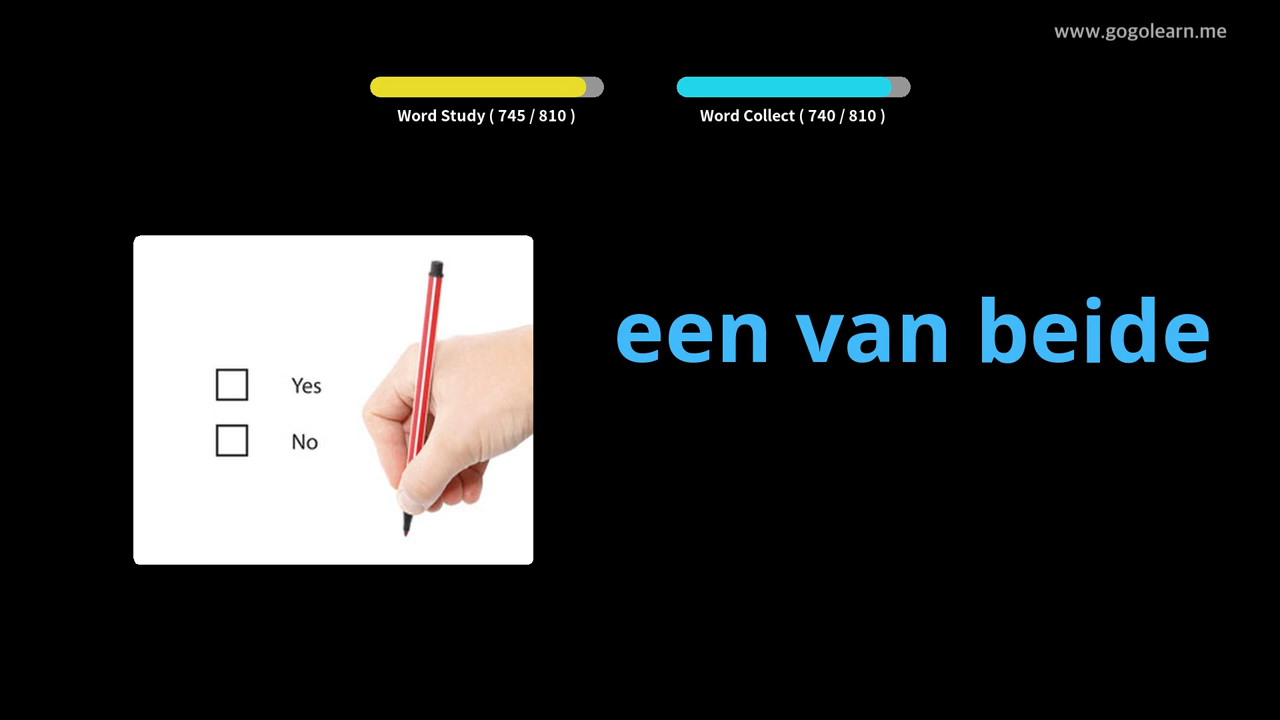 www.gogolearn.me
Word Study ( 745 / 810 )
Word Collect ( 740 / 810 )
een van beide
Yes
No